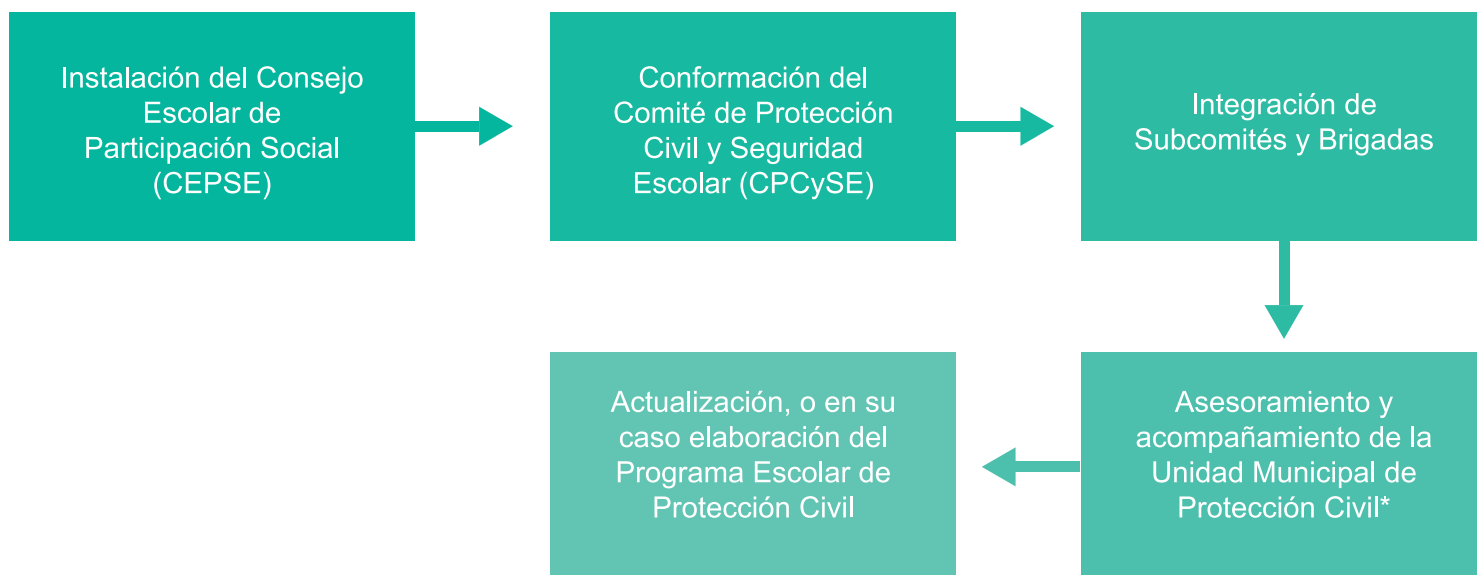 Instalación del Consejo
Escolar de
Participación Social
(CEPSE)
Conformación del
Comité de Protección
Civil y Seguridad
Escolar (CPCySE)
Integración de
Subcomités y Brigadas
Asesoramiento y
acompañamiento de la
Unidad Municipal de
Protección Civil*
Actualización, o en su
caso elaboración del
Programa Escolar de
Protección Civil